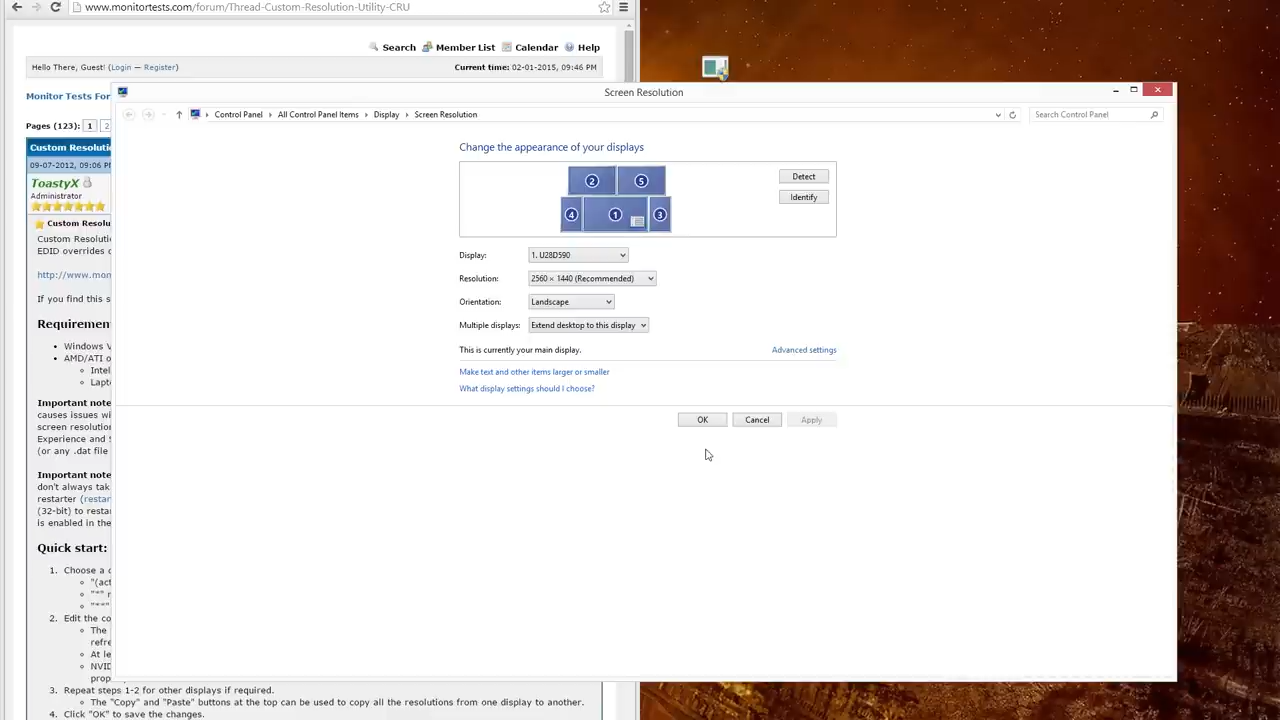 www.monitortests.com/forum/Thread-Custom-Resolution-Utility-CRU
Search Member List Calendar Help
Hello There, Guest! (Login — Register) Current time: 02-01-2015, 09:46 PM
Monitor Tests For
Pages (123): 1 2
Custom Resolutio
09-07-2012, 09:06 PM
ToastyX
Administrator
Custom Resolu
Custom Resolutio
EDID overrides
http://www.mon
If you find this s
Requiremen
Windows V
AMD/ATI o
Intel
Lapt
Important note
causes issues wi
screen resolution
Experience and S
(or any .dat file
Important note
don't always tak
restarter (restar
(32-bit) to resta
is enabled in the
Quick start:
1. Choose a d
"(act
"*" n
"**"
2. Edit the co
The
refre
At le
NVID
prop
3. Repeat steps 1-2 for other displays if required.
The "Copy" and "Paste" buttons at the top can be used to copy all the resolutions from one display to another.
4. Click "OK" to save the changes.
Screen Resolution
Control Panel All Control Panel Items Display Screen Resolution Search Control Panel
Change the appearance of your displays
2 5
4 1 3
Detect
Identify
Display: 1. U28D590
Resolution: 2560 × 1440 (Recommended)
Orientation: Landscape
Multiple displays: Extend desktop to this display
This is currently your main display. Advanced settings
Make text and other items larger or smaller
What display settings should I choose?
OK Cancel Apply